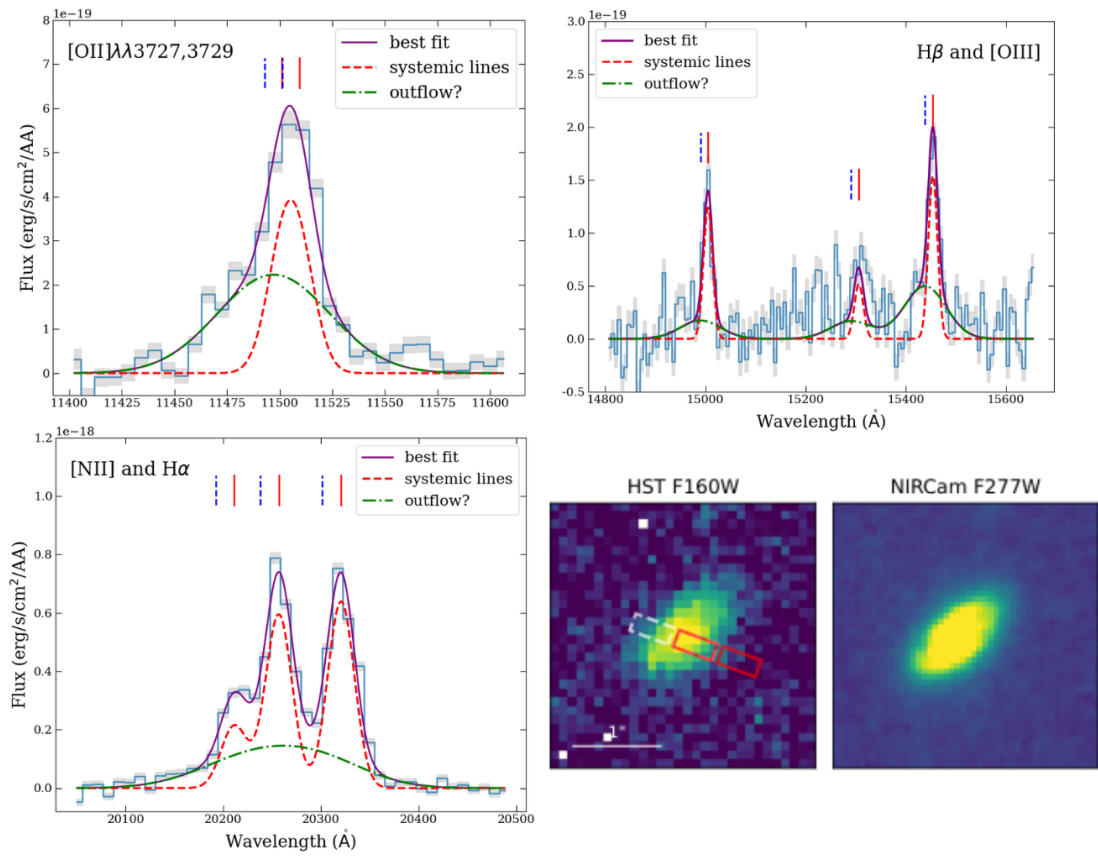 1e−19
[OII]λλ3727,3729
best fit
systemic lines
outflow?
8
7
6
5
4
3
2
1
0
Flux (erg/s/cm²/AA)
11400 11425 11450 11475 11500 11525 11550 11575 11600
1e−19
best fit
systemic lines
outflow?
Hβ and [OIII]
3.0
2.5
2.0
1.5
1.0
0.5
0.0
-0.5
14800 15000 15200 15400 15600
Wavelength (Å)
1e−18
[NII] and Hα
best fit
systemic lines
outflow?
1.2
1.0
0.8
0.6
0.4
0.2
0.0
Flux (erg/s/cm²/AA)
20100 20200 20300 20400 20500
Wavelength (Å)
HST F160W
1"
NIRCam F277W